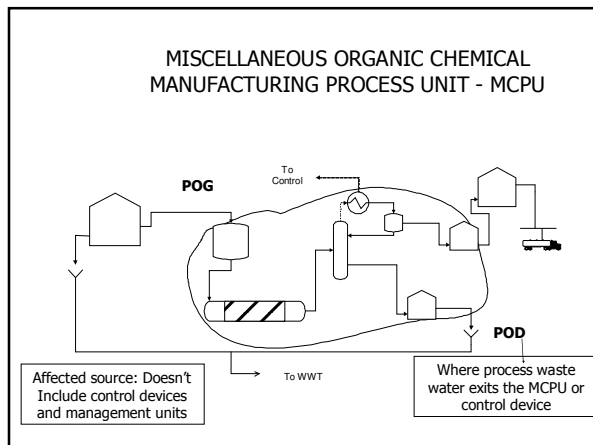 MISCELLANEOUS ORGANIC CHEMICAL
MANUFACTURING PROCESS UNIT - MCPU
To
Control
POG
POD
To WWT
Affected source: Doesn't
Include control devices
and management units
Where process waste
water exits the MCPU or
control device